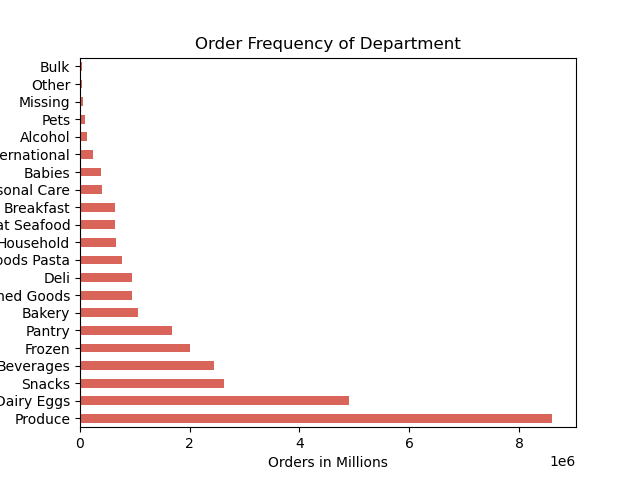 Order Frequency of Department
Bulk
Other
Missing
Pets
Alcohol
ernational
Babies
sonal Care
Breakfast
at Seafood
Household
oods Pasta
Deli
ned Goods
Bakery
Pantry
Frozen
Beverages
Snacks
Dairy Eggs
Produce
0 2 4 6 8
1e6
Orders in Millions